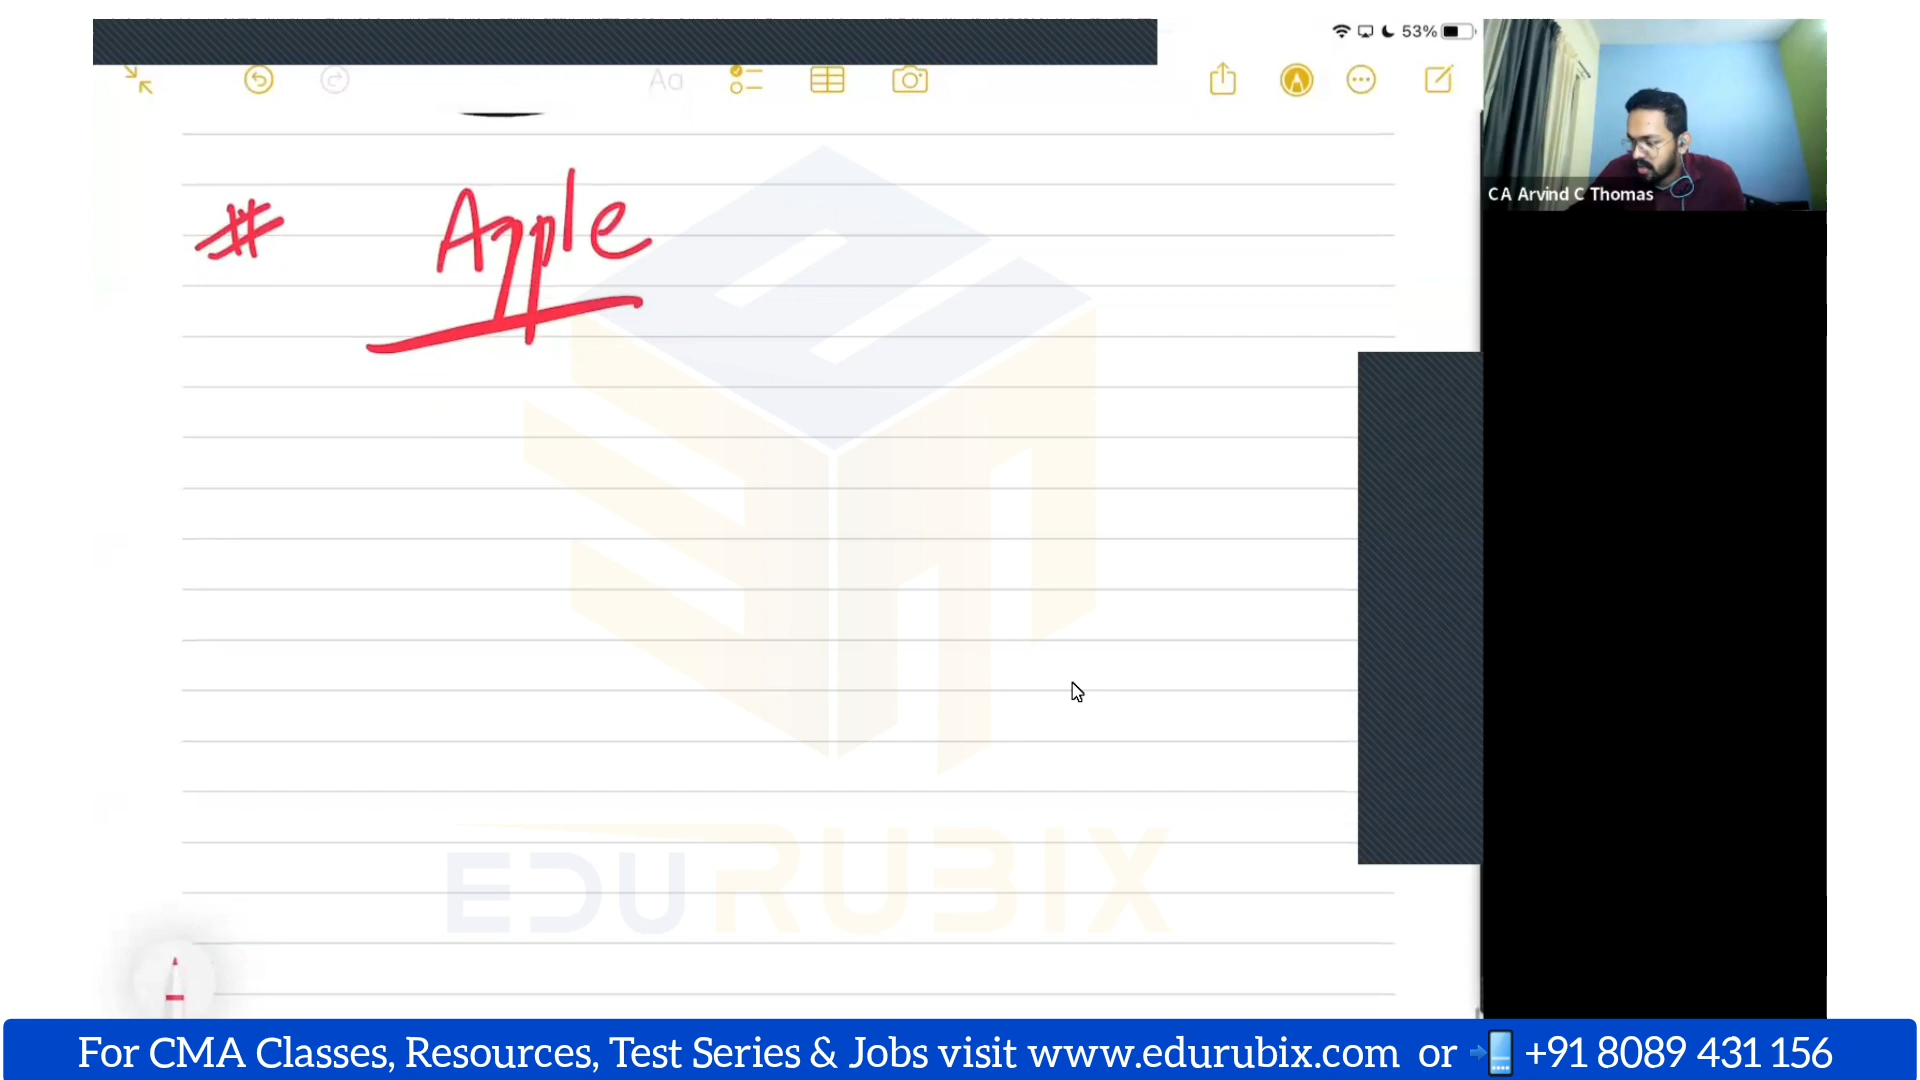 53%
Aa
# Apple
CA Arvind C Thomas
EDURUBIX
For CMA Classes, Resources, Test Series & Jobs visit www.edurubix.com or +91 8089 431 156